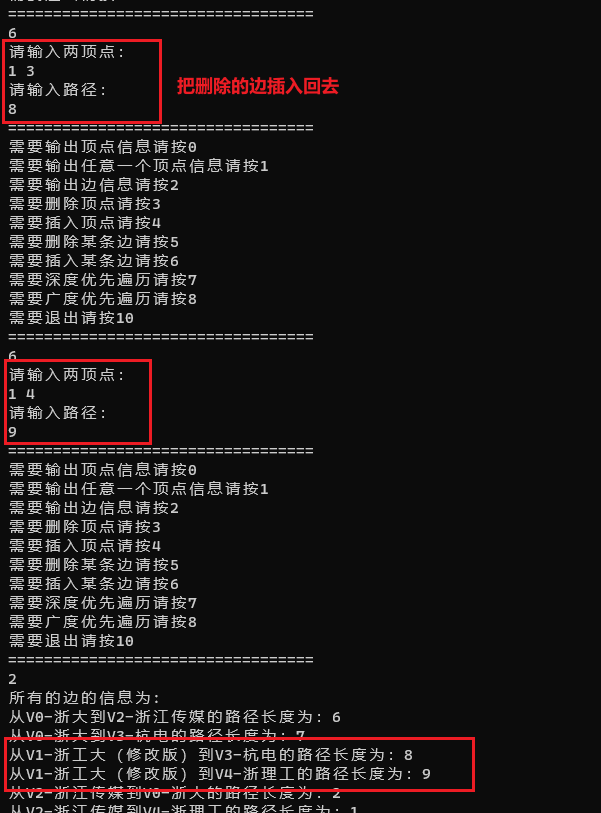 ==================================
6
请输入两顶点:
1 3
请输入路径:
8
把删除的边插入回去
==================================
需要输出顶点信息请按0
需要输出任意一个顶点信息请按1
需要输出边信息请按2
需要删除顶点请按3
需要插入顶点请按4
需要删除某条边请按5
需要插入某条边请按6
需要深度优先遍历请按7
需要广度优先遍历请按8
需要退出请按10
==================================
6
请输入两顶点:
1 4
请输入路径:
9
==================================
需要输出顶点信息请按0
需要输出任意一个顶点信息请按1
需要输出边信息请按2
需要删除顶点请按3
需要插入顶点请按4
需要删除某条边请按5
需要插入某条边请按6
需要深度优先遍历请按7
需要广度优先遍历请按8
需要退出请按10
==================================
2
所有的边的信息为:
从V0-浙大到V2-浙江传媒的路径长度为: 6
从V0-浙大到V3-杭电的路径长度为: 7
从V1-浙工大 (修改版) 到V3-杭电的路径长度为: 8
从V1-浙工大 (修改版) 到V4-浙理工的路径长度为: 9
从V2-浙江传媒到V0-浙大的路径长度为: 2
从V2-浙江传媒到V4-浙理工的路径长度为: 1